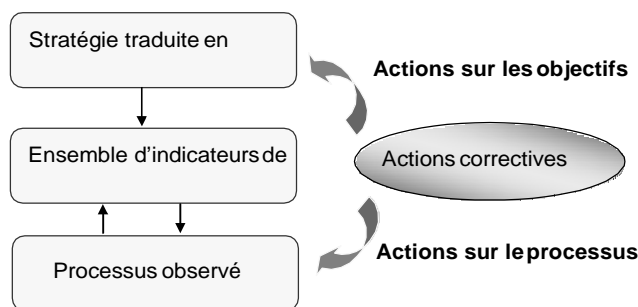 Stratégie traduite en
Actions sur les objectifs
Ensemble d'indicateurs de
Actions correctives
Processus observé
Actions sur le processus